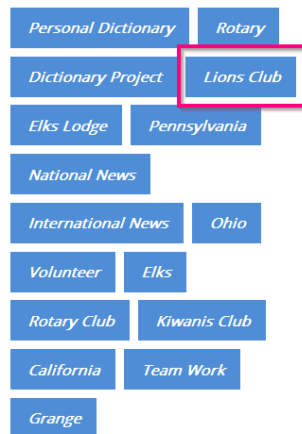 Personal Dictionary Rotary
Dictionary Project Lions Club
Elks Lodge Pennsylvania
National News
International News Ohio
Volunteer Elks
Rotary Club Kiwanis Club
California Team Work
Grange